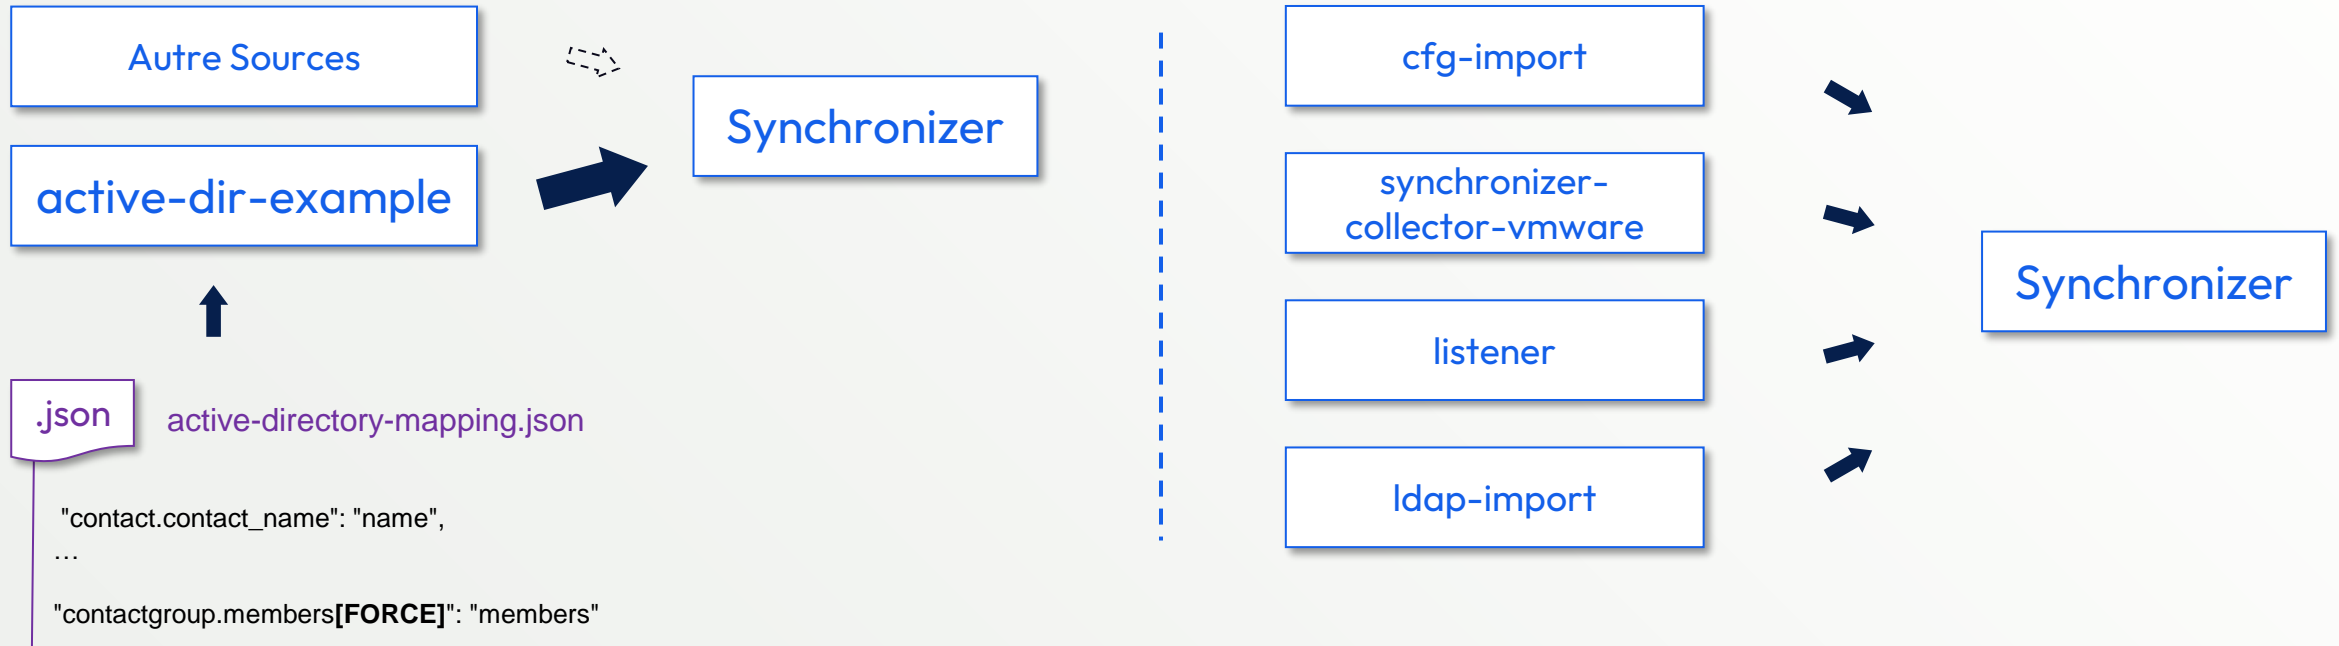 Autre Sources
Synchronizer
active-dir-example
.json
active-directory-mapping.json
"contact.contact_name": "name",
…
"contactgroup.members[FORCE]": "members"
cfg-import
synchronizer-
collector-vmware
listener
ldap-import
Synchronizer